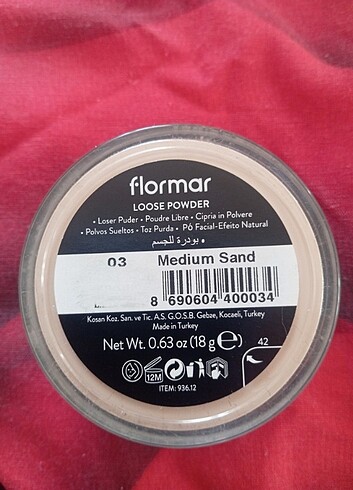 flormar
LOOSE POWDER
• Loser Puder • Poudre Libre • Cipria in Polvere
• Polvos Sueltos • Toz Pudra • Pó Facial-Efeito Natural
• بودرة للجسم
03 Medium Sand
8 690604 400034
Kosan Koz. San. ve Tic. A.S. G.O.S.B. Gebze, Kocaeli, Turkey
Made in Turkey
Net Wt. 0.63 oz (18 g) e
42
12M
ITEM: 936.12